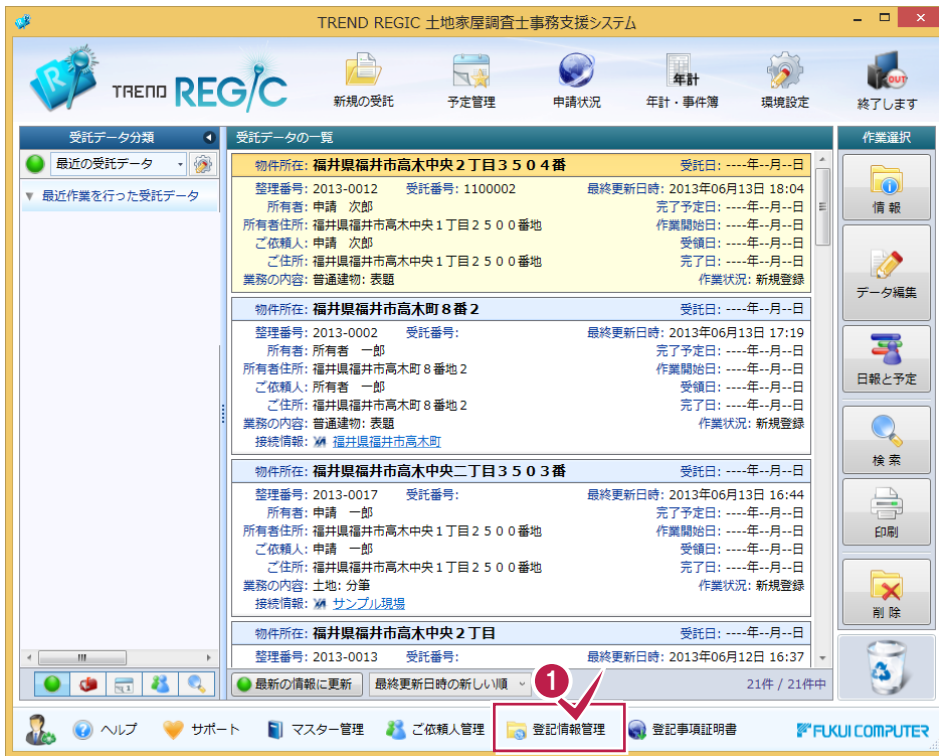 TREND REGIC 土地家屋調査士事務支援システム
TREND REGIC
新規の受託 予定管理 申請状況 年計・事件簿 環境設定 終了します
年計
OUT
受託データ分類
最近の受託データ
最近作業を行った受託データ
受託データの一覧
物件所在: 福井県福井市高木中央2丁目3504番 受託日: ----年--月--日
整理番号: 2013-0012 受託番号: 1100002 最終更新日時: 2013年06月13日 18:04
所有者: 申請 次郎 完了予定日: ----年--月--日
所有者住所: 福井県福井市高木中央1丁目2500番地 作業開始日: ----年--月--日
ご依頼人: 申請 次郎 受領日: ----年--月--日
ご住所: 福井県福井市高木中央1丁目2500番地 完了日: ----年--月--日
業務の内容: 普通建物: 表題 作業状況: 新規登録
物件所在: 福井県福井市高木町8番2 受託日: ----年--月--日
整理番号: 2013-0002 受託番号: 最終更新日時: 2013年06月13日 17:19
所有者: 所有者 一郎 完了予定日: ----年--月--日
所有者住所: 福井県福井市高木町8番地2 作業開始日: ----年--月--日
ご依頼人: 所有者 一郎 受領日: ----年--月--日
ご住所: 福井県福井市高木町8番地2 完了日: ----年--月--日
業務の内容: 普通建物: 表題 作業状況: 新規登録
接続情報: 福井県福井市高木町
物件所在: 福井県福井市高木中央二丁目3503番 受託日: ----年--月--日
整理番号: 2013-0017 受託番号: 最終更新日時: 2013年06月13日 16:44
所有者: 申請 一郎 完了予定日: ----年--月--日
所有者住所: 福井県福井市高木中央1丁目2500番地 作業開始日: ----年--月--日
ご依頼人: 申請 一郎 受領日: ----年--月--日
ご住所: 福井県福井市高木中央1丁目2500番地 完了日: ----年--月--日
業務の内容: 土地: 分筆 作業状況: 新規登録
接続情報: サンプル現場
物件所在: 福井県福井市高木中央2丁目 受託日: ----年--月--日
整理番号: 2013-0013 受託番号: 最終更新日時: 2013年06月12日 16:37
最新の情報に更新 最終更新日時の新しい順 21件 / 21件中
1
作業選択
情報
データ編集
日報と予定
検索
印刷
削除
ヘルプ サポート マスター管理 ご依頼人管理 登記情報管理 登記事項証明書 FUKUI COMPUTER